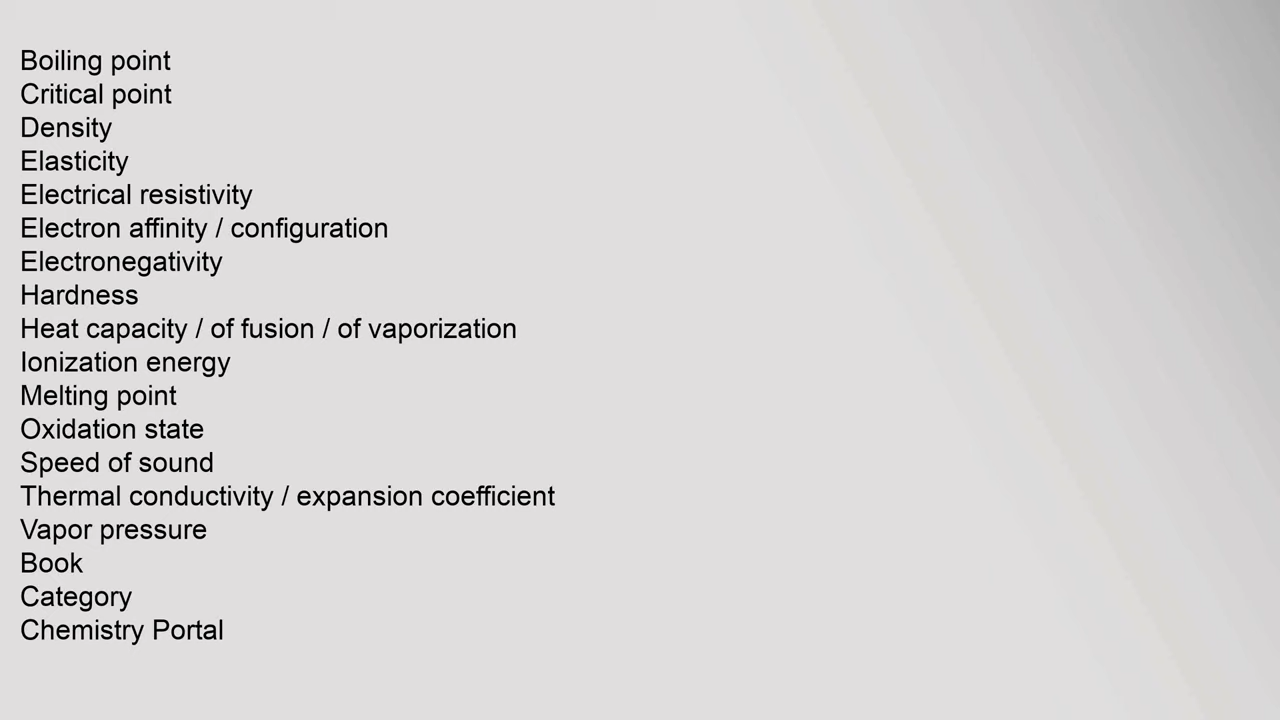 Boiling point
Critical point
Density
Elasticity
Electrical resistivity
Electron affinity / configuration
Electronegativity
Hardness
Heat capacity / of fusion / of vaporization
Ionization energy
Melting point
Oxidation state
Speed of sound
Thermal conductivity / expansion coefficient
Vapor pressure
Book
Category
Chemistry Portal